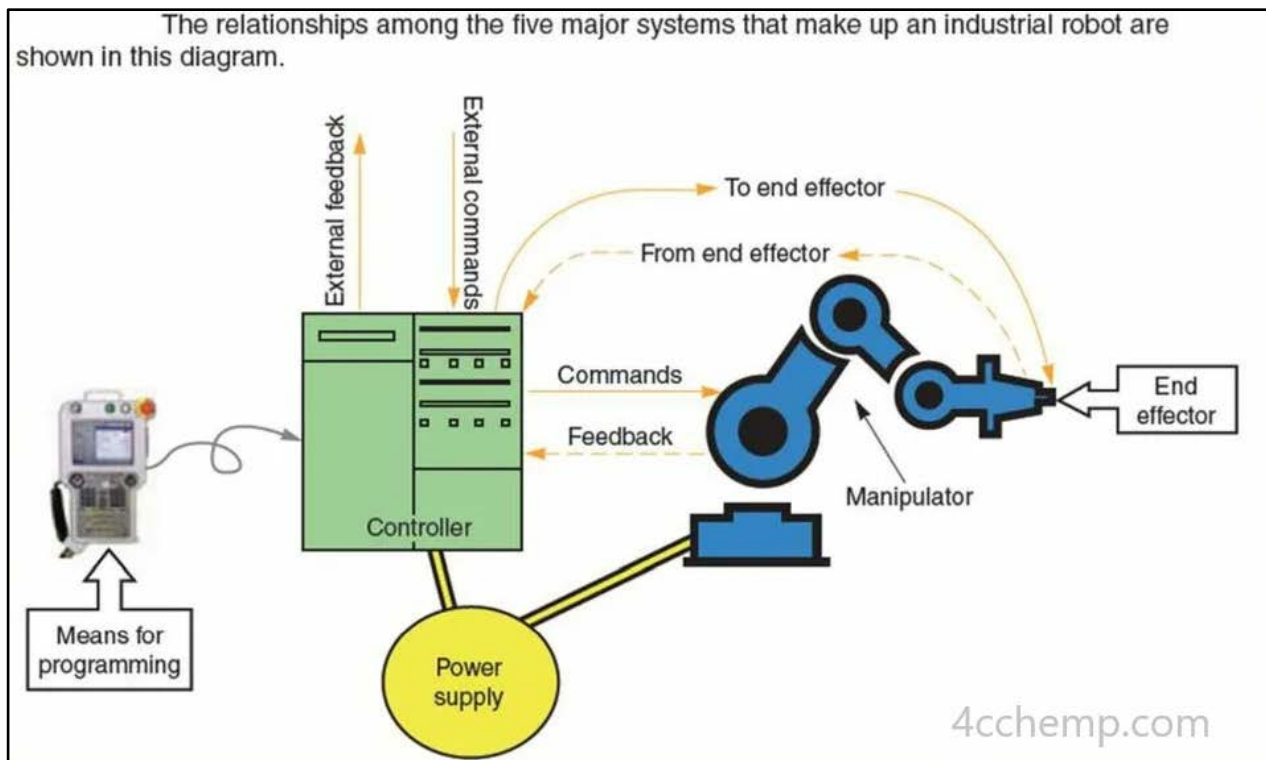 The relationships among the five major systems that make up an industrial robot are
shown in this diagram.
External feedback
External commands
To end effector
From end effector
Commands
End
effector
Feedback
Manipulator
Controller
Means for
programming
Power
supply
4cchemp.com